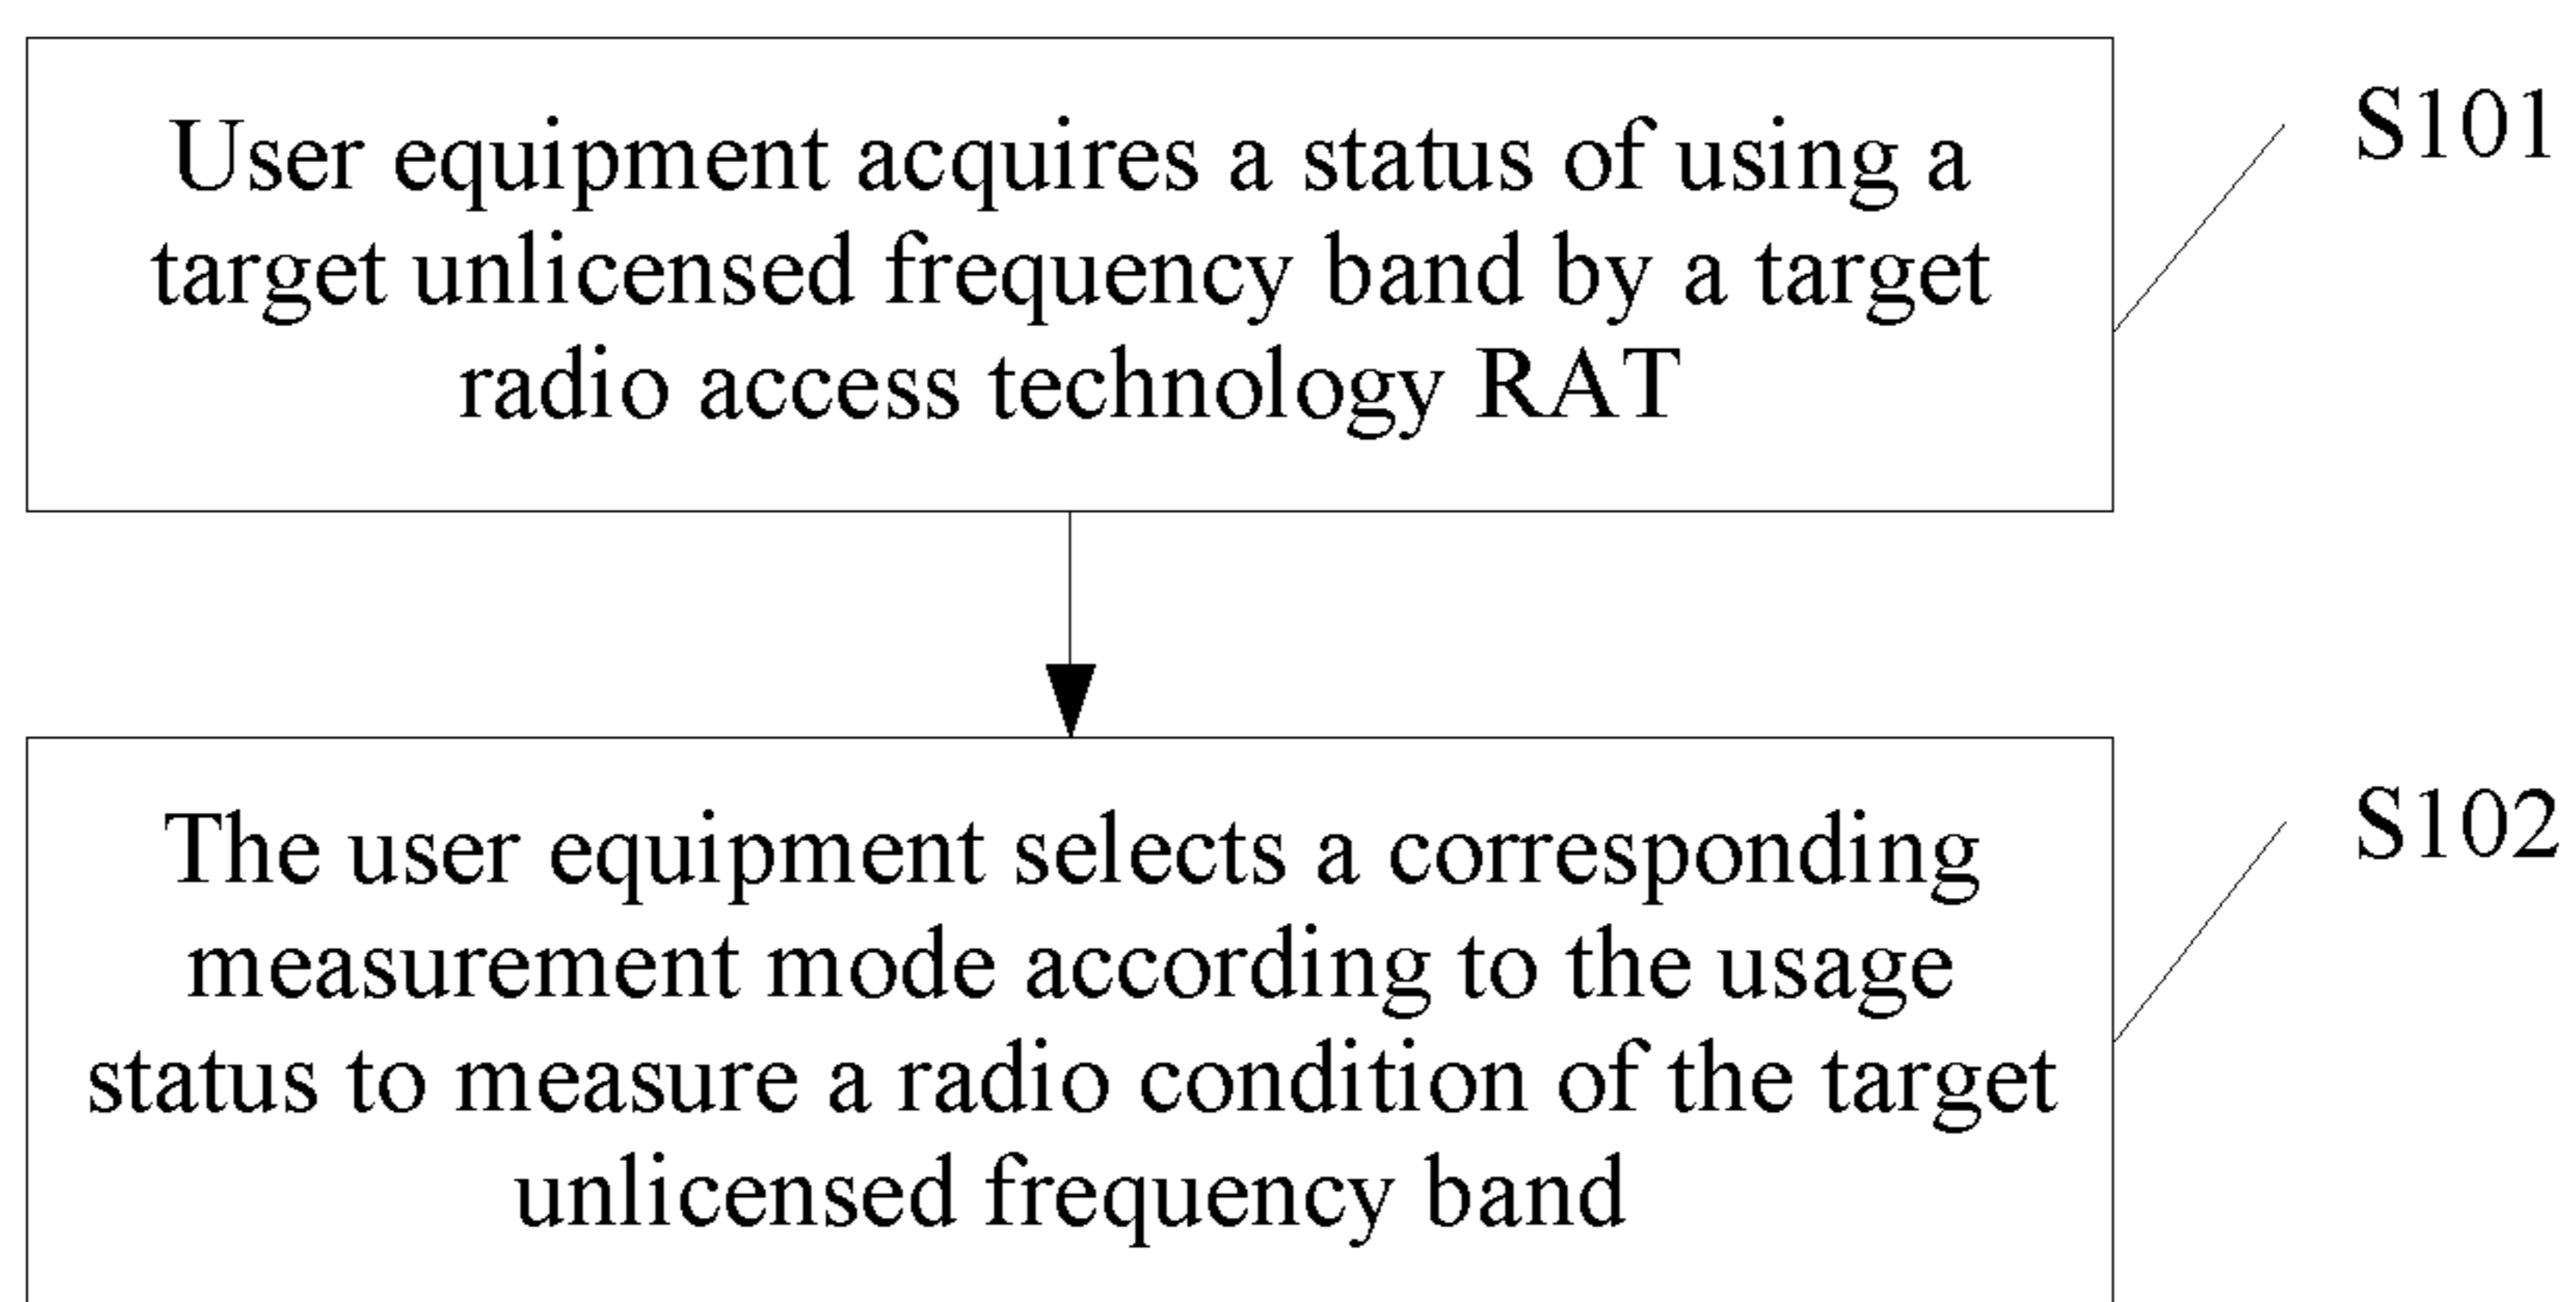 User equipment acquires a status of using a
target unlicensed frequency band by a target
radio access technology RAT
S101
The user equipment selects a corresponding
measurement mode according to the usage
status to measure a radio condition of the target
unlicensed frequency band
S102